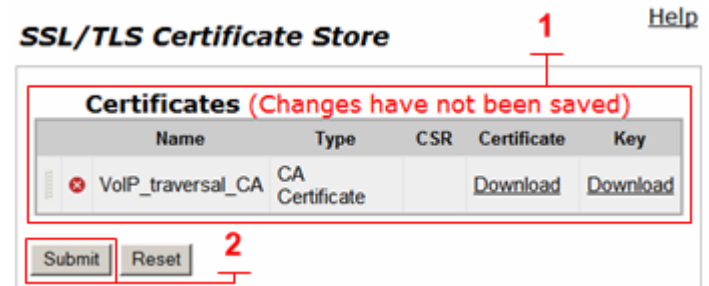 Help
SSL/TLS Certificate Store
1
Certificates (Changes have not been saved)
Name Type CSR Certificate Key
VoIP_traversal_CA CA Certificate Download Download
Submit Reset
2